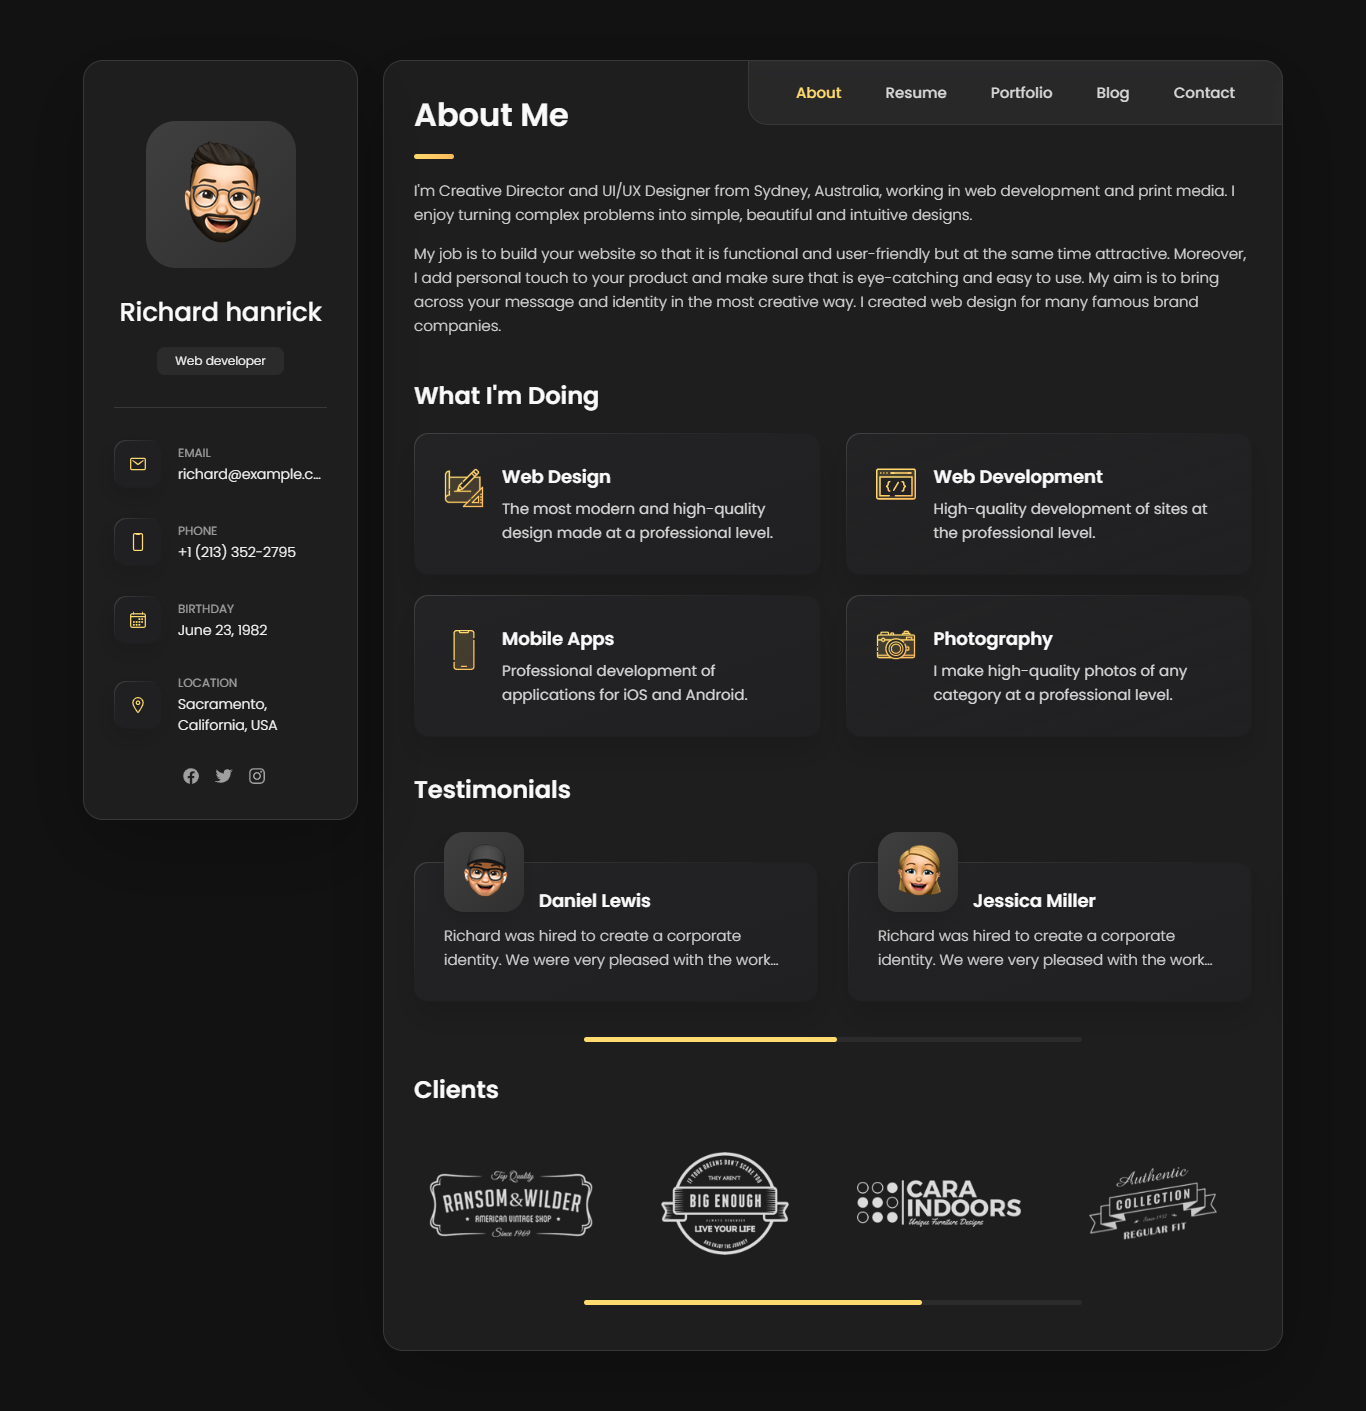 Richard hanrick
Web developer
EMAIL
richard@example.c...
PHONE
+1 (213) 352-2795
BIRTHDAY
June 23, 1982
LOCATION
Sacramento,
California, USA
About
Resume
Portfolio
Blog
Contact
About Me
I'm Creative Director and UI/UX Designer from Sydney, Australia, working in web development and print media. I
enjoy turning complex problems into simple, beautiful and intuitive designs.
My job is to build your website so that it is functional and user-friendly but at the same time attractive. Moreover,
I add personal touch to your product and make sure that is eye-catching and easy to use. My aim is to bring
across your message and identity in the most creative way. I created web design for many famous brand
companies.
What I'm Doing
Web Design
The most modern and high-quality
design made at a professional level.
Web Development
High-quality development of sites at
the professional level.
Mobile Apps
Professional development of
applications for iOS and Android.
Photography
I make high-quality photos of any
category at a professional level.
Testimonials
Daniel Lewis
Richard was hired to create a corporate
identity. We were very pleased with the work...
Jessica Miller
Richard was hired to create a corporate
identity. We were very pleased with the work...
Clients
Top Quality
RANSOM & WILDER
AMERICAN VINTAGE SHOP
Since 1969
IF YOUR DREAMS DON'T SCARE YOU
THEY AREN'T
BIG ENOUGH
LIVE YOUR LIFE
AND ENJOY THE JOURNEY
CARA
INDOORS
Unique Furniture Designs
Authentic
COLLECTION
REGULAR FIT